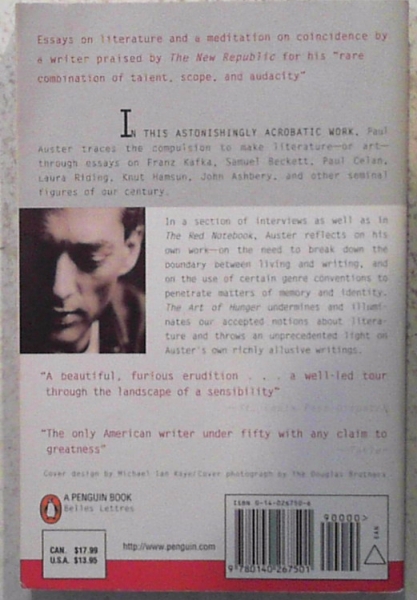 Essays on literature and a meditation on coincidence by
a writer praised by The New Republic for his "rare
combination of talent, scope, and audacity"
IN THIS ASTONISHINGLY ACROBATIC WORK, Paul
Auster traces the compulsion to make literature—or art—
through essays on Franz Kafka, Samuel Beckett, Paul Celan,
Laura Riding, Knut Hamsun, John Ashbery, and other seminal
figures of our century.
In a section of interviews as well as in
The Red Notebook, Auster reflects on his
own work—on the need to break down the
boundary between living and writing, and
on the use of certain genre conventions to
penetrate matters of memory and identity.
The Art of Hunger undermines and illumi-
nates our accepted notions about litera-
ture and throws an unprecedented light on
Auster's own richly allusive writings.
"A beautiful, furious erudition . . . a well-led tour
through the landscape of a sensibility"
"The only American writer under fifty with any claim to
greatness"
Cover design by Michael Ian Kaye/Cover photograph by The Douglas Brothers
A PENGUIN BOOK
Belles Lettres
CAN. $17.99
U.S.A. $13.95
http://www.penguin.com
ISBN 0-14-026750-6
90000>
EAN
9 780140 267501